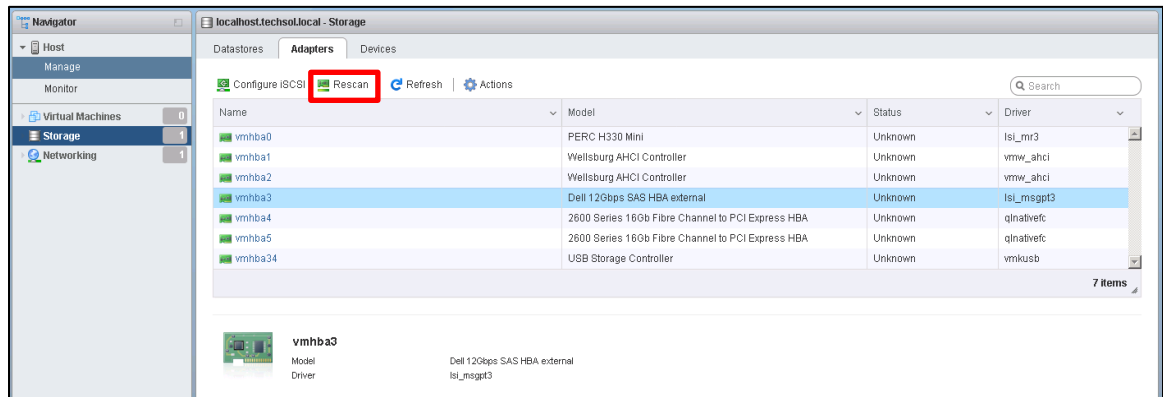 Navigator
localhost.techsol.local - Storage
Host
Manage
Monitor
Virtual Machines 0
Storage 1
Networking 1
Datastores Adapters Devices
Configure iSCSI Rescan Refresh Actions
Search
Name Model Status Driver
vmhba0 PERC H330 Mini Unknown lsi_mr3
vmhba1 Wellsburg AHCI Controller Unknown vmw_ahci
vmhba2 Wellsburg AHCI Controller Unknown vmw_ahci
vmhba3 Dell 12Gbps SAS HBA external Unknown lsi_msgpt3
vmhba4 2600 Series 16Gb Fibre Channel to PCI Express HBA Unknown qlnativefc
vmhba5 2600 Series 16Gb Fibre Channel to PCI Express HBA Unknown qlnativefc
vmhba34 USB Storage Controller Unknown vmkusb
7 items
vmhba3
Model Dell 12Gbps SAS HBA external
Driver lsi_msgpt3